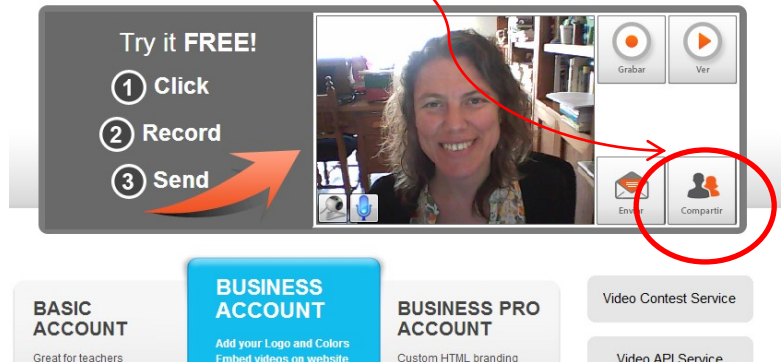 Try it FREE!
1 Click
2 Record
3 Send
Grabar
Ver
Enviar
Compartir
BASIC
ACCOUNT
Great for teachers
BUSINESS
ACCOUNT
Add your Logo and Colors
Embed videos on website
BUSINESS PRO
ACCOUNT
Custom HTML branding
Video Contest Service
Video API Service